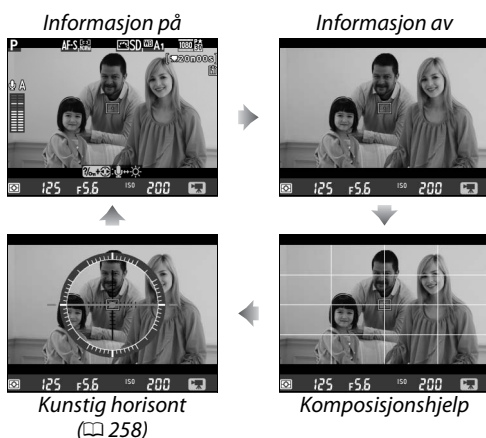 Informasjon på
Informasjon av
P AF-S SD A1 1080
[20m00s]
A
125 F5.6 ISO 200
125 F5.6 ISO 200
125 F5.6 ISO 200
125 F5.6 ISO 200
Kunstig horisont
(258)
Komposisjonshjelp